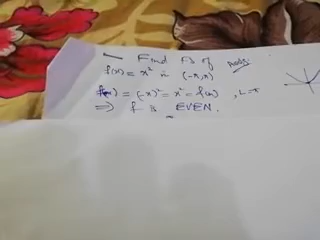 Find FS of
f(x) = x² in (-π,π)
f(-x) = (-x)² = x² = f(x) , L=π
⇒ f is EVEN.